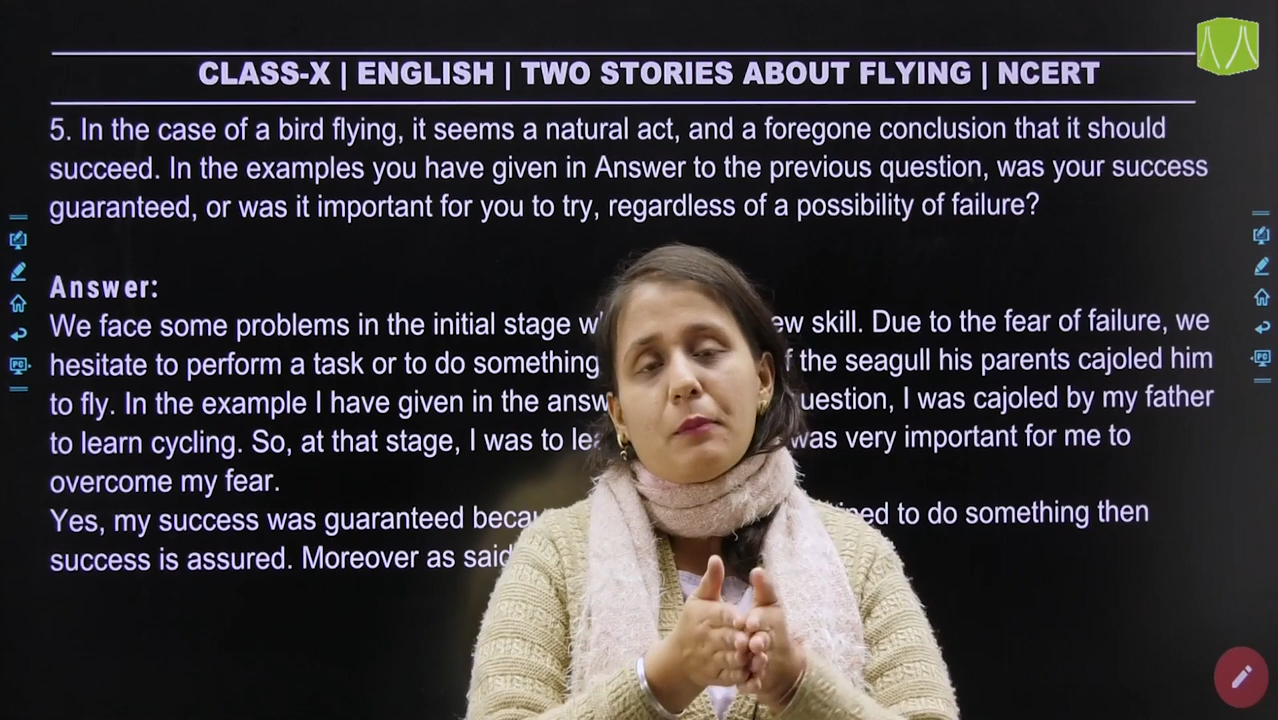 CLASS-X | ENGLISH | TWO STORIES ABOUT FLYING | NCERT
5. In the case of a bird flying, it seems a natural act, and a foregone conclusion that it should
succeed. In the examples you have given in Answer to the previous question, was your success
guaranteed, or was it important for you to try, regardless of a possibility of failure?
Answer:
We face some problems in the initial stage skill. Due to the fear of failure, we
hesitate to perform a task or to do something the seagull his parents cajoled him
to fly. In the example I have given in the I was cajoled by my father
to learn cycling. So, at that stage, I was to was very important for me to
overcome my fear.
Yes, my success was guaranteed to do something then
success is assured. Moreover as said
PC
PC